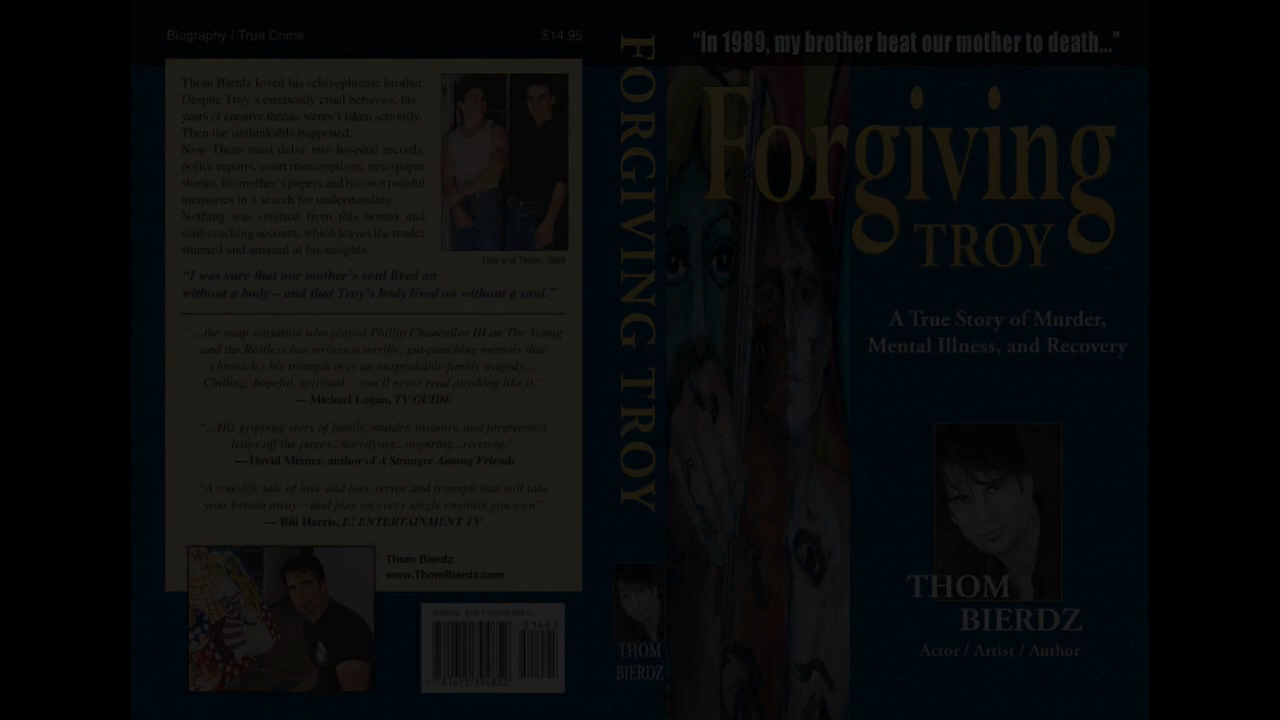 Biography / True Crime
$14.95
Thom Bierdz loved his schizophrenic brother.
Despite Troy's erratically cruel behavior, his
years of creative threats weren't taken seriously.
Then the unthinkable happened.
Now Thom must delve into hospital records,
police reports, court transcriptions, newspaper
stories, his mother's papers and his own painful
memories in a search for understanding.
Nothing was omitted from this honest and
soul-reaching account, which leaves the reader
stunned and amazed at his insights.
Troy and Thom, 1989
“I was sure that our mother's soul lived on
without a body – and that Troy's body lived on without a soul.”
“...the soap sensation who played Phillip Chancellor III on The Young
and the Restless has written a terrific, gut-punching memoir that
chronicles his triumph over an unspeakable family tragedy...
Chilling, hopeful, spiritual – you'll never read anything like it.”
— Michael Logan, TV GUIDE
“...His gripping story of family, murder, insanity, and forgiveness
leaps off the pages...horrifying...inspiring...riveting.”
— David Mixner, author of A Stranger Among Friends
“A true-life tale of love and loss, terror and triumph that will take
your breath away – and play on every single emotion you own”
— Bill Harris, E! ENTERTAINMENT TV
Thom Bierdz
www.ThomBierdz.com
51495
FORGIVING TROY
THOM
BIERDZ
“In 1989, my brother beat our mother to death...”
Forgiving
TROY
A True Story of Murder,
Mental Illness, and Recovery
THOM
BIERDZ
Actor / Artist / Author